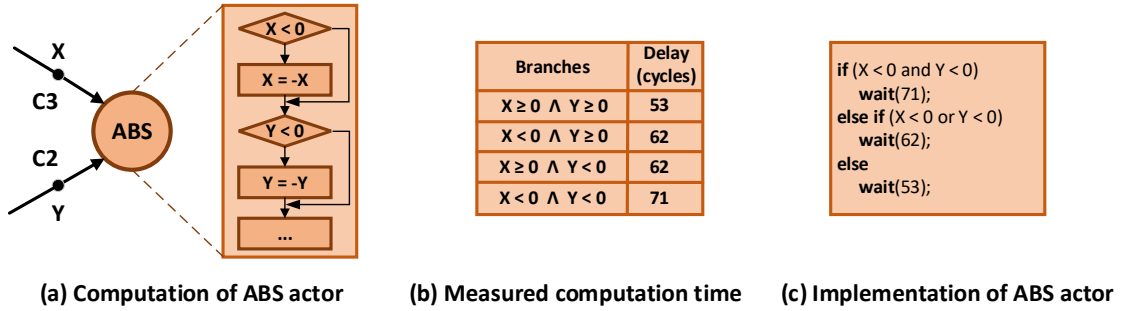 X
C3
ABS
C2
Y
X < 0
X = -X
Y < 0
Y = -Y
...
Branches Delay (cycles)
X ≥ 0 Λ Y ≥ 0 53
X < 0 Λ Y ≥ 0 62
X ≥ 0 Λ Y < 0 62
X < 0 Λ Y < 0 71
if (X < 0 and Y < 0)
wait(71);
else if (X < 0 or Y < 0)
wait(62);
else
wait(53);
(a) Computation of ABS actor
(b) Measured computation time
(c) Implementation of ABS actor